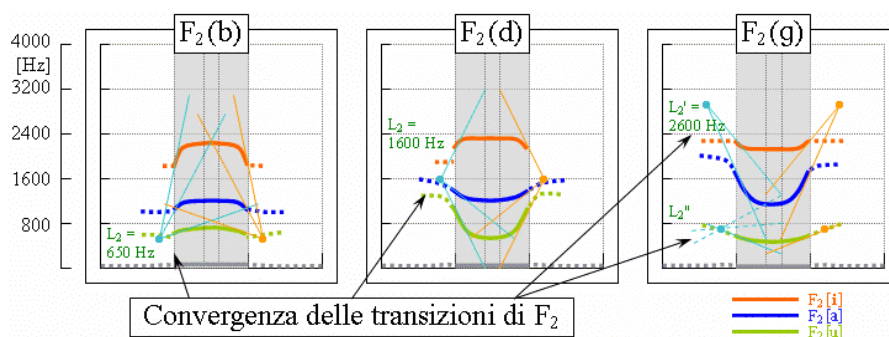 F₂(b)
F₂(d)
F₂(g)
4000
[Hz]
3200
2400
1600
800
L₂ =
650 Hz
L₂ =
1600 Hz
L₂' =
2600 Hz
L₂"
Convergenza delle transizioni di F₂
F₂[i]
F₂[a]
F₂[u]